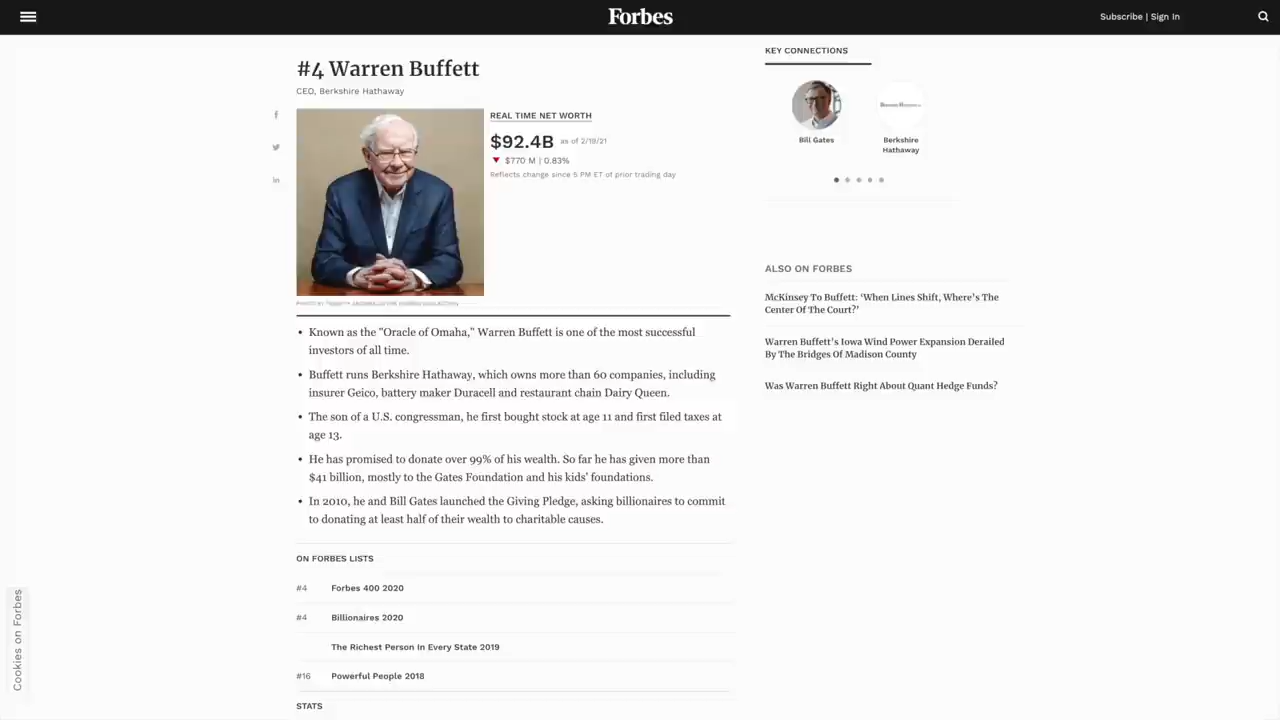 Forbes
Subscribe | Sign In
#4 Warren Buffett
CEO, Berkshire Hathaway
REAL TIME NET WORTH
$92.4B as of 2/19/21
$770 M | 0.83%
Reflects change since 5 PM ET of prior trading day
Known as the "Oracle of Omaha," Warren Buffett is one of the most successful
investors of all time.
Buffett runs Berkshire Hathaway, which owns more than 60 companies, including
insurer Geico, battery maker Duracell and restaurant chain Dairy Queen.
The son of a U.S. congressman, he first bought stock at age 11 and first filed taxes at
age 13.
He has promised to donate over 99% of his wealth. So far he has given more than
$41 billion, mostly to the Gates Foundation and his kids' foundations.
In 2010, he and Bill Gates launched the Giving Pledge, asking billionaires to commit
to donating at least half of their wealth to charitable causes.
ON FORBES LISTS
#4 Forbes 400 2020
#4 Billionaires 2020
The Richest Person In Every State 2019
#16 Powerful People 2018
STATS
KEY CONNECTIONS
Bill Gates
Berkshire
Hathaway
ALSO ON FORBES
McKinsey To Buffett: ‘When Lines Shift, Where’s The
Center Of The Court?’
Warren Buffett’s Iowa Wind Power Expansion Derailed
By The Bridges Of Madison County
Was Warren Buffett Right About Quant Hedge Funds?
Cookies on Forbes